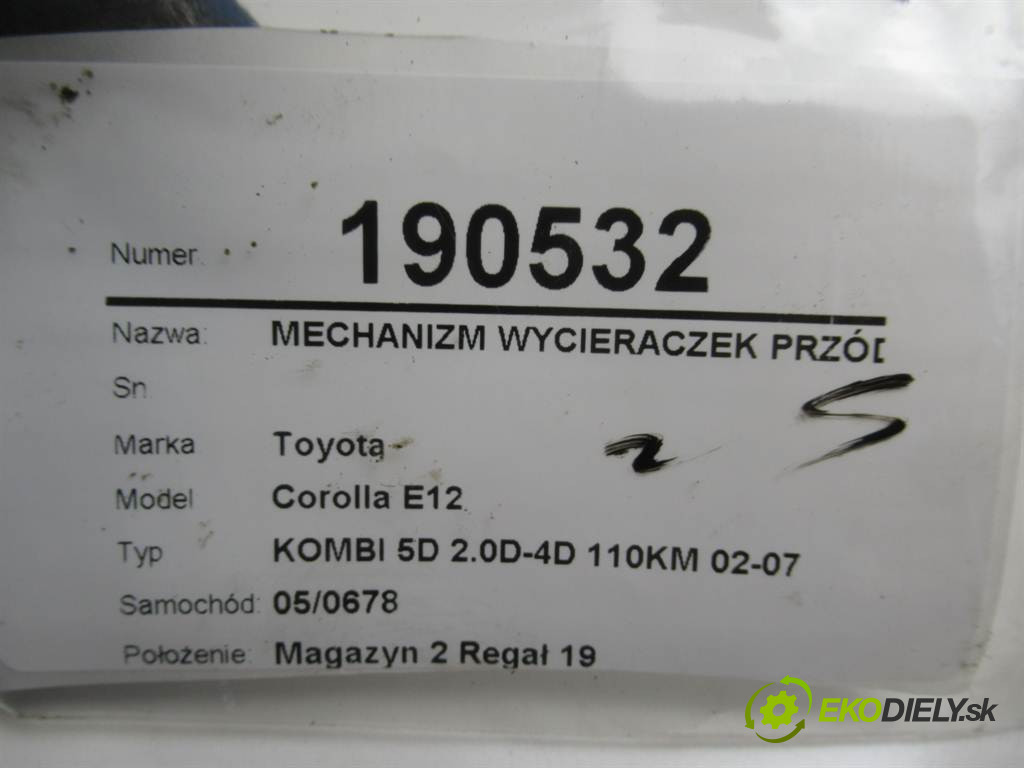 Numer: 190532
Nazwa: MECHANIZM WYCIERACZEK PRZÓD
Sn
Marka Toyota
Model Corolla E12
Typ KOMBI 5D 2.0D-4D 110KM 02-07
Samochód: 05/0678
Położenie: Magazyn 2 Regał 19
EKODIELY.sk